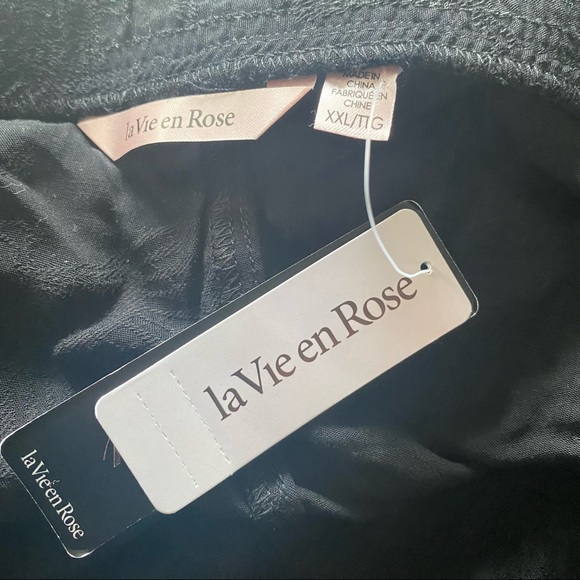 la Vie en Rose
MADE IN
CHINA
FABRIQUÉ EN
CHINE
XXL/TTG
la Vie en Rose
la Vie en Rose